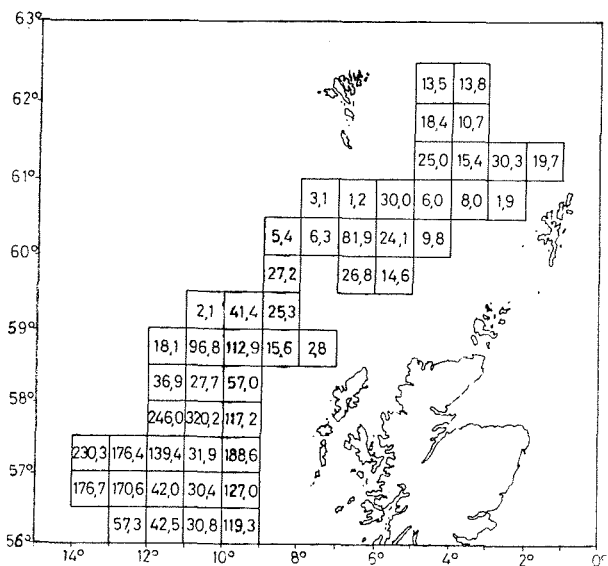 63°
13,5 13,8
62°
18,4 10,7
25,0 15,4 30,3 19,7
61°
3,1 1,2 30,0 6,0 8,0 1,9
5,4 6,3 81,9 24,1 9,8
60°
27,2 26,8 14,6
2,1 41,4 25,3
59°
18,1 96,8 112,9 15,6 2,8
36,9 27,7 57,0
58°
246,0 320,2 117,2
230,3 176,4 139,4 31,9 188,6
57°
176,7 170,6 42,0 30,4 127,0
57,3 42,5 30,8 119,3
56°
14° 12° 10° 8° 6° 4° 2° 0°